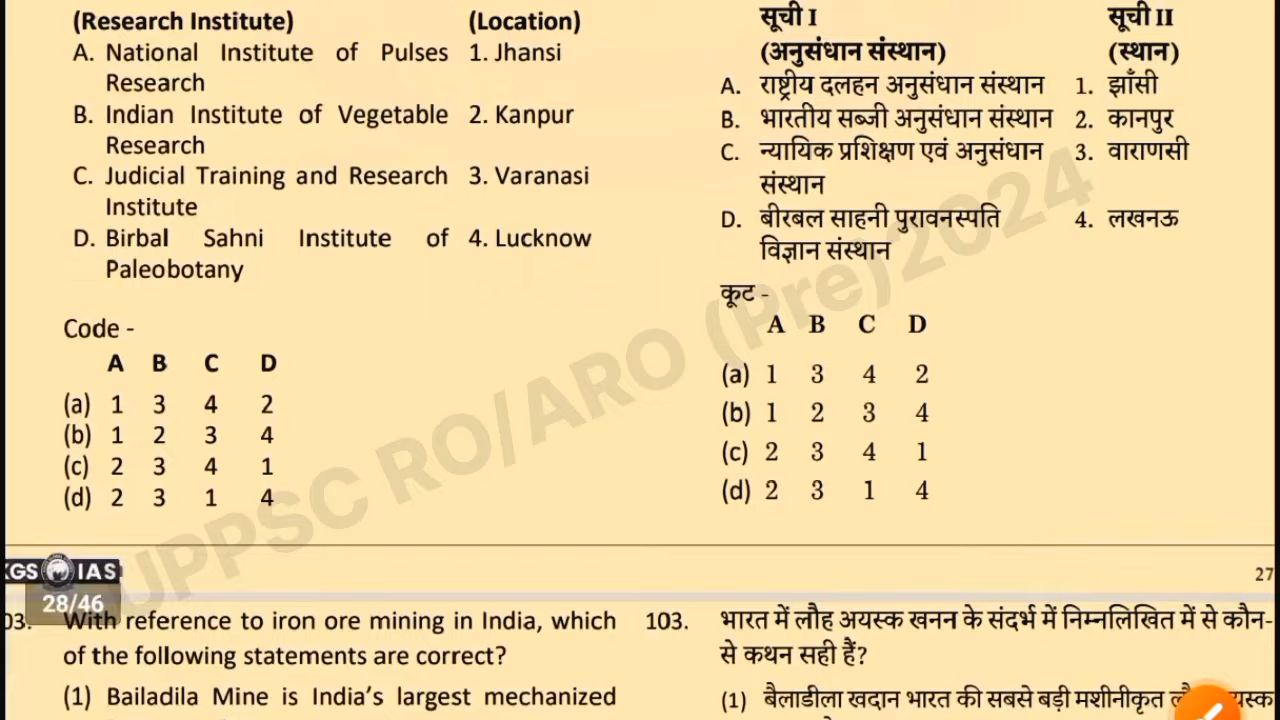 (Research Institute) (Location)
A. National Institute of Pulses 1. Jhansi
Research
B. Indian Institute of Vegetable 2. Kanpur
Research
C. Judicial Training and Research 3. Varanasi
Institute
D. Birbal Sahni Institute of 4. Lucknow
Paleobotany
Code -
A B C D
(a) 1 3 4 2
(b) 1 2 3 4
(c) 2 3 4 1
(d) 2 3 1 4
सूची I सूची II
(अनुसंधान संस्थान) (स्थान)
A. राष्ट्रीय दलहन अनुसंधान संस्थान 1. झाँसी
B. भारतीय सब्जी अनुसंधान संस्थान 2. कानपुर
C. न्यायिक प्रशिक्षण एवं अनुसंधान 3. वाराणसी
संस्थान
D. बीरबल साहनी पुरावनस्पति 4. लखनऊ
विज्ञान संस्थान
कूट -
A B C D
(a) 1 3 4 2
(b) 1 2 3 4
(c) 2 3 4 1
(d) 2 3 1 4
UPPSC RO/ARO (Pre) 2024
KGS IAS
27
28/46
03. With reference to iron ore mining in India, which
of the following statements are correct?
(1) Bailadila Mine is India's largest mechanized
103. भारत में लौह अयस्क खनन के संदर्भ में निम्नलिखित में से कौन-
से कथन सही हैं?
(1) बैलाडीला खदान भारत की सबसे बड़ी मशीनीकृत